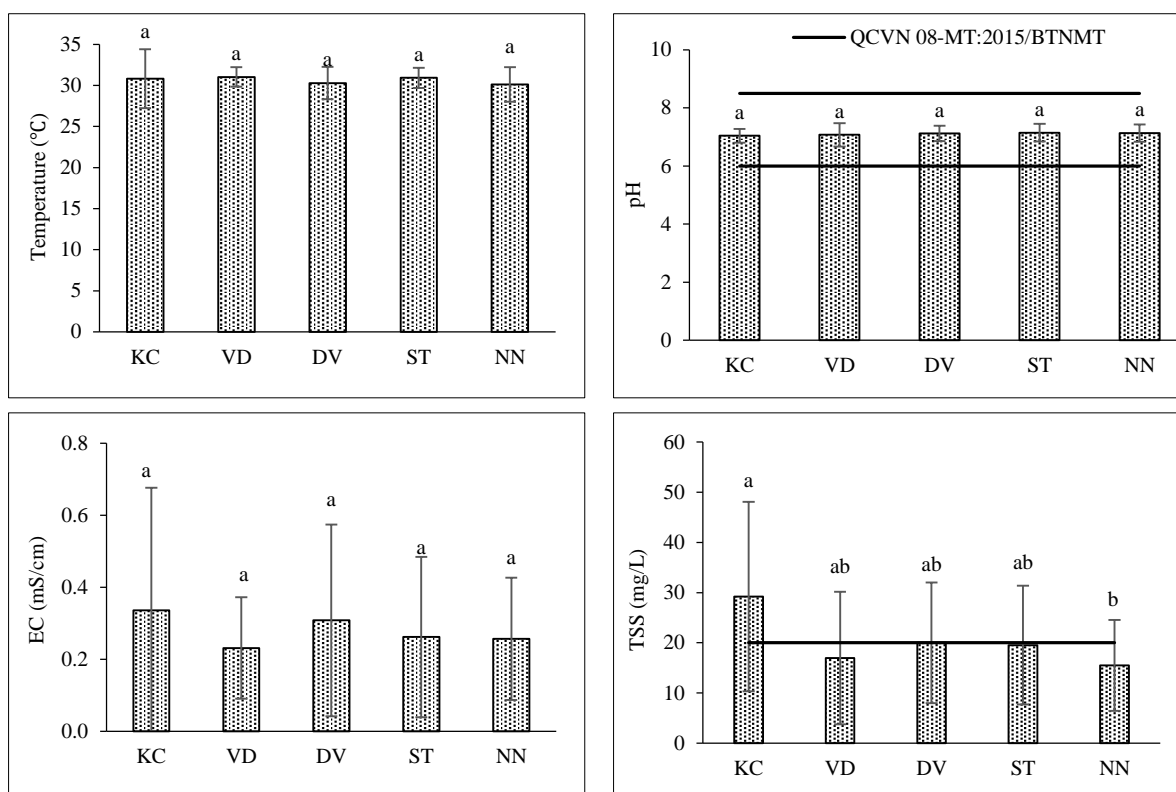 a a a a a
35
30
25
20
15
10
5
0
Temperature (℃)
KC VD DV ST NN
QCVN 08-MT:2015/BTNMT
a a a a a
10
8
6
4
2
0
pH
KC VD DV ST NN
a a a a a
0.8
0.6
0.4
0.2
0.0
EC (mS/cm)
KC VD DV ST NN
a ab ab ab b
60
50
40
30
20
10
0
TSS (mg/L)
KC VD DV ST NN